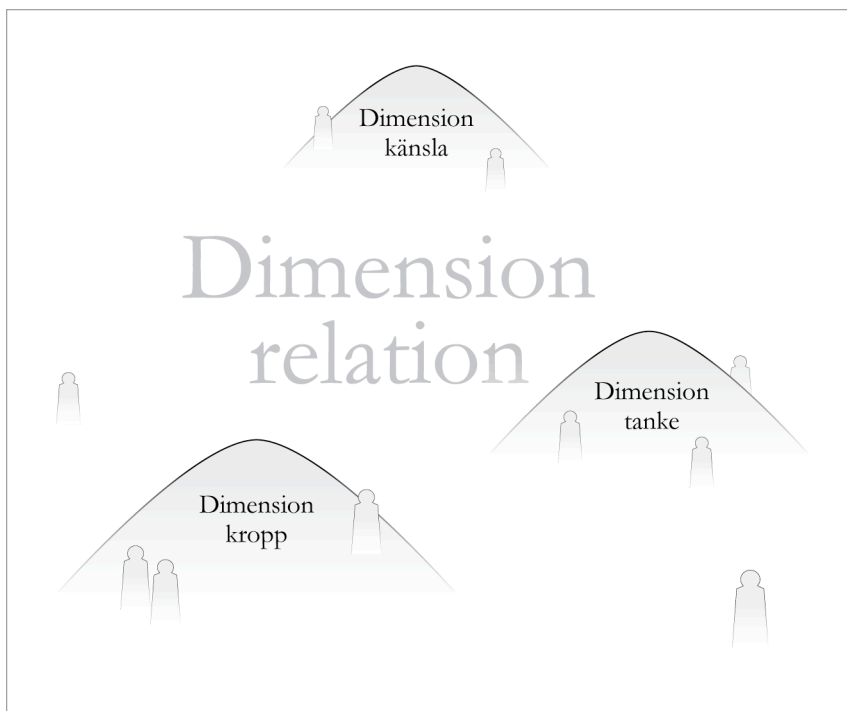 Dimension
känsla
Dimension
relation
Dimension
tanke
Dimension
kropp